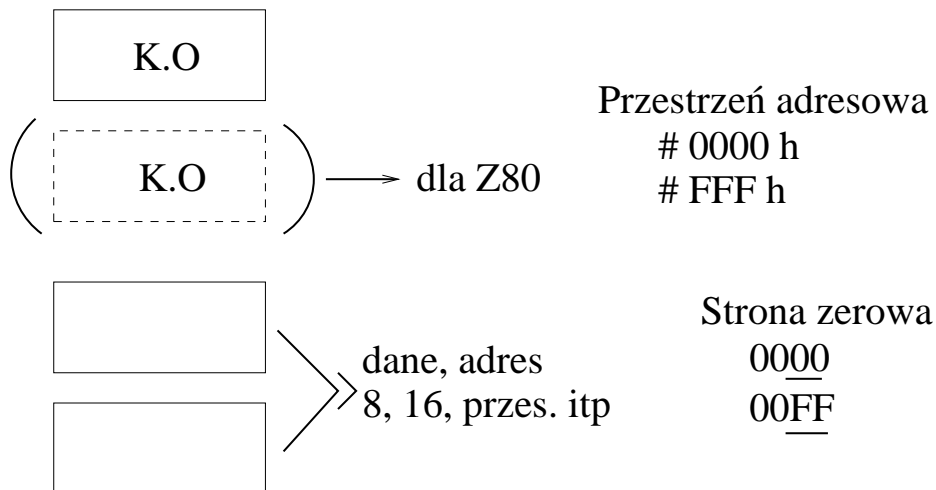 K.O
K.O
dla Z80
Przestrzeń adresowa
# 0000 h
# FFF h
dane, adres
8, 16, przes. itp
Strona zerowa
0000
00FF